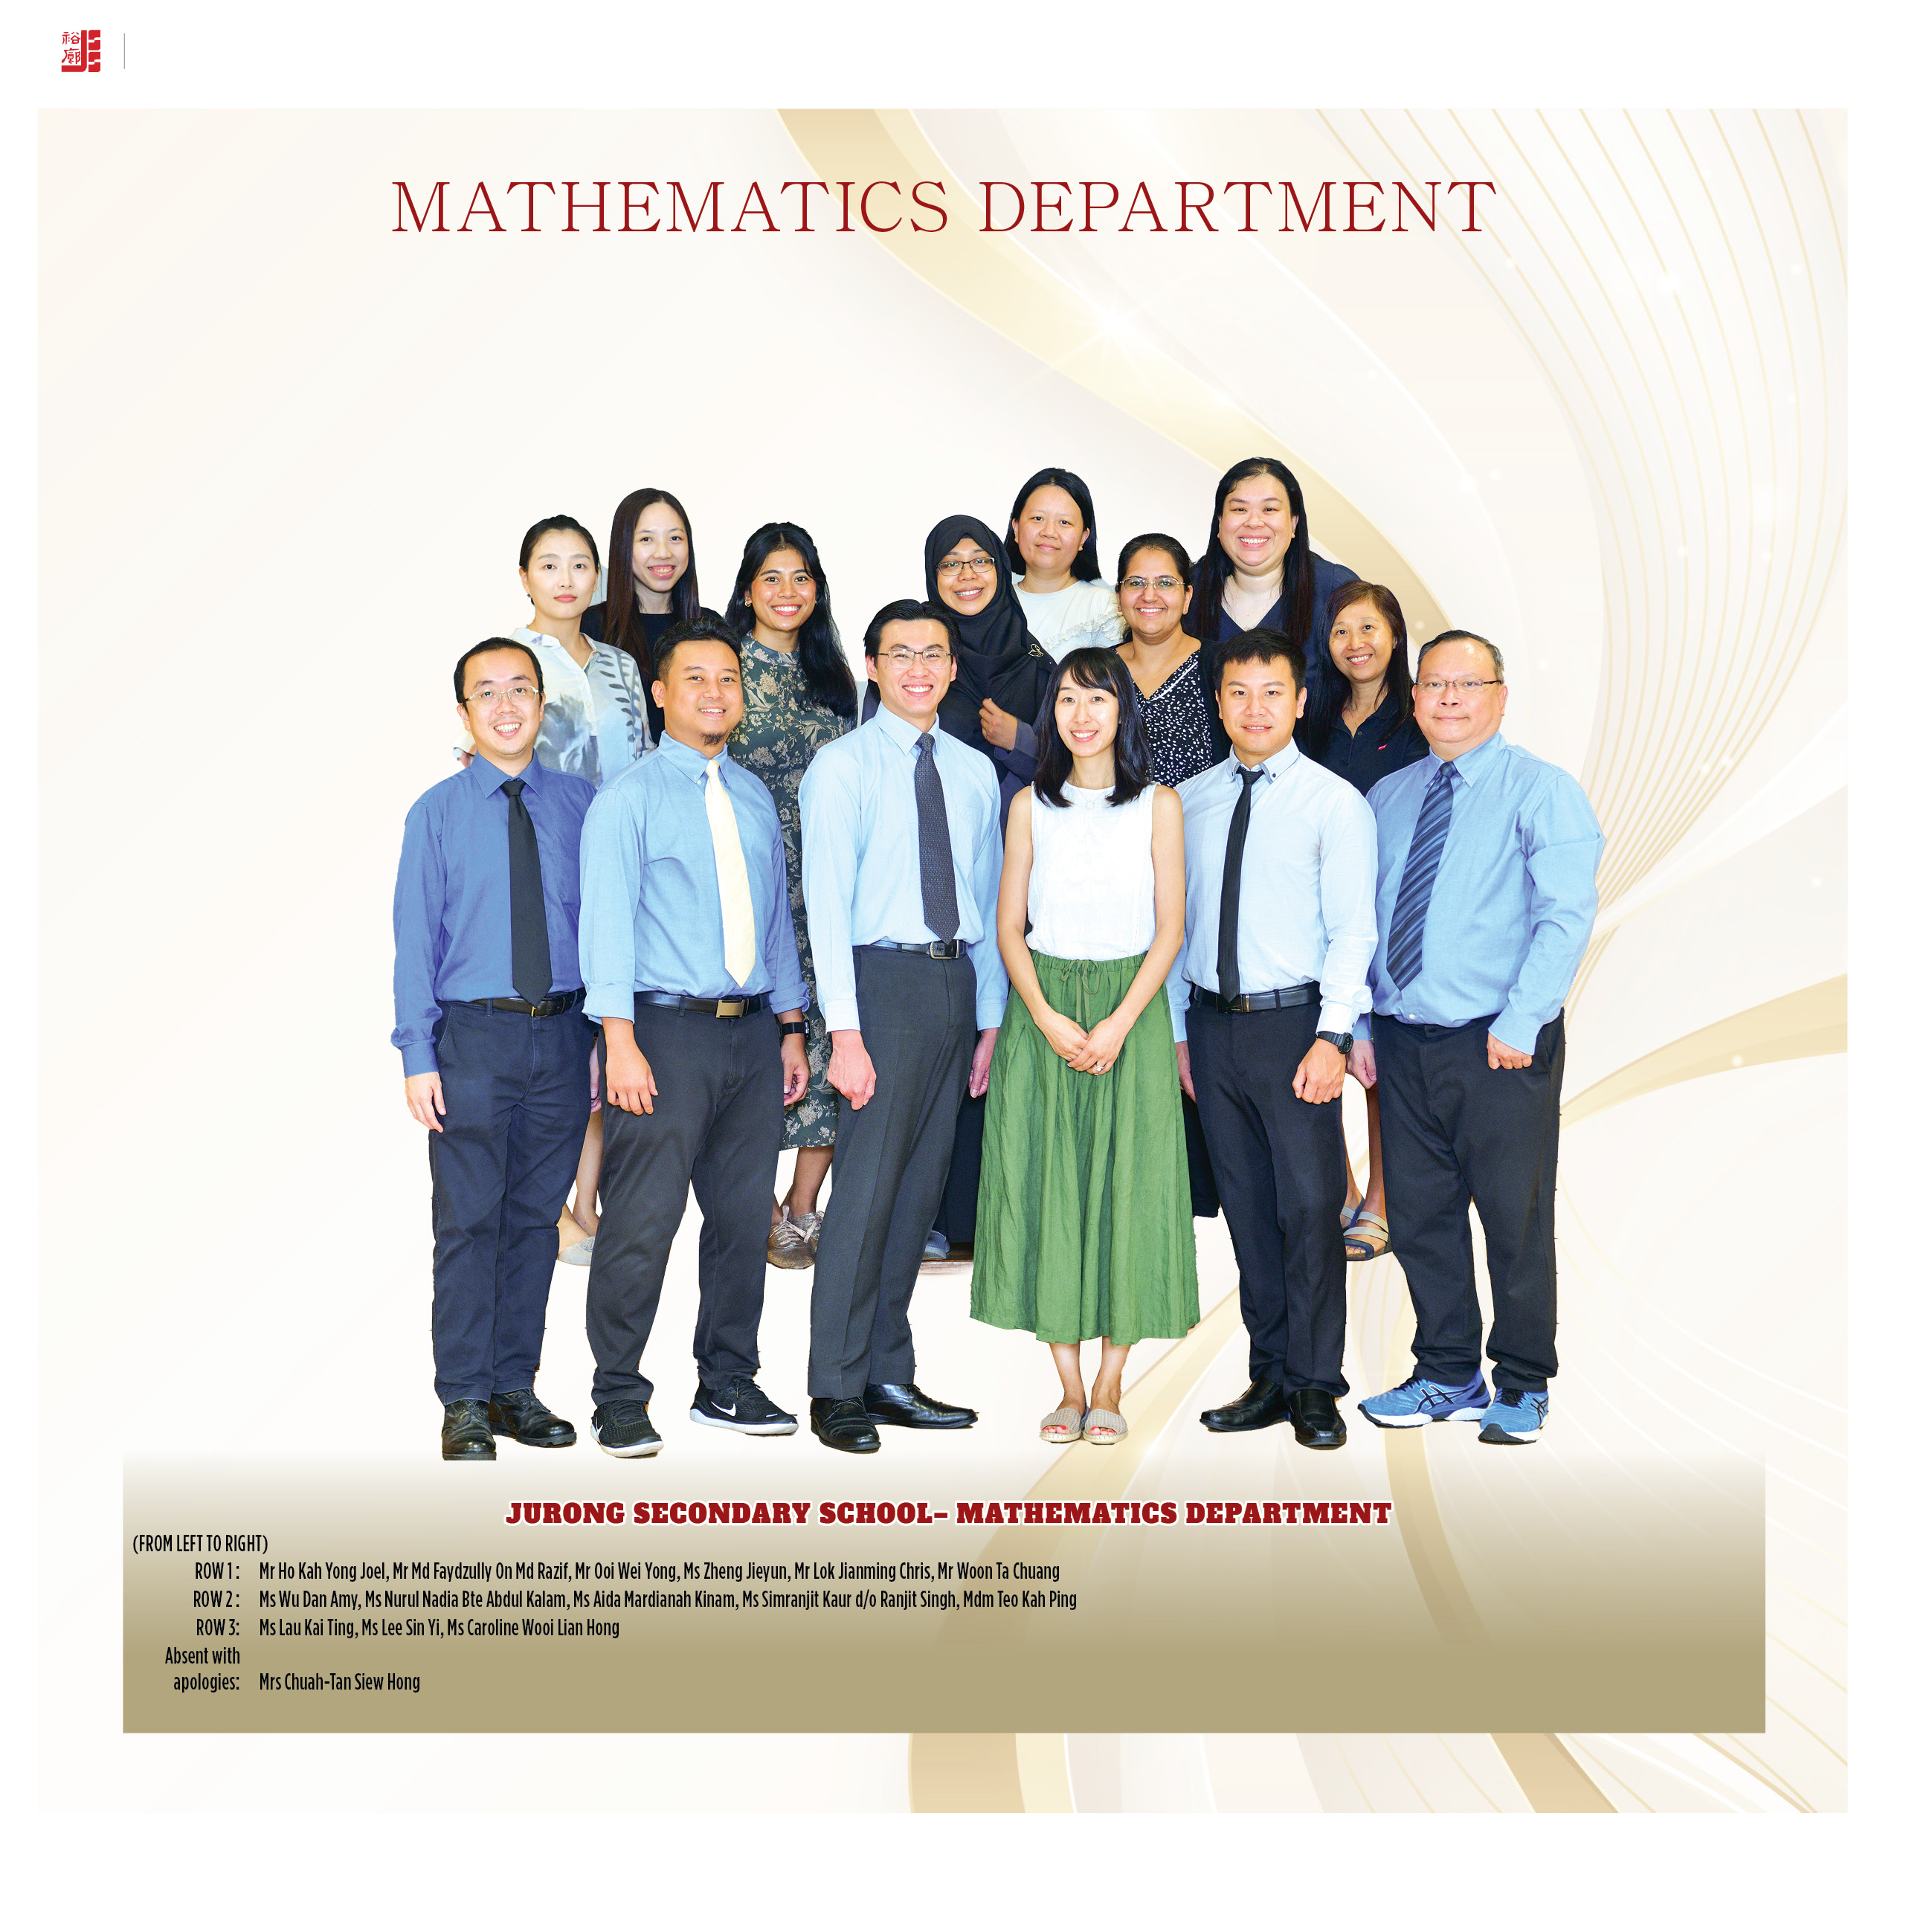 裕廊
MATHEMATICS DEPARTMENT
JURONG SECONDARY SCHOOL– MATHEMATICS DEPARTMENT
(FROM LEFT TO RIGHT)
ROW 1 : Mr Ho Kah Yong Joel, Mr Md Faydzully On Md Razif, Mr Ooi Wei Yong, Ms Zheng Jieyun, Mr Lok Jianming Chris, Mr Woon Ta Chuang
ROW 2 : Ms Wu Dan Amy, Ms Nurul Nadia Bte Abdul Kalam, Ms Aida Mardianah Kinam, Ms Simranjit Kaur d/o Ranjit Singh, Mdm Teo Kah Ping
ROW 3: Ms Lau Kai Ting, Ms Lee Sin Yi, Ms Caroline Wooi Lian Hong
Absent with
apologies: Mrs Chuah-Tan Siew Hong